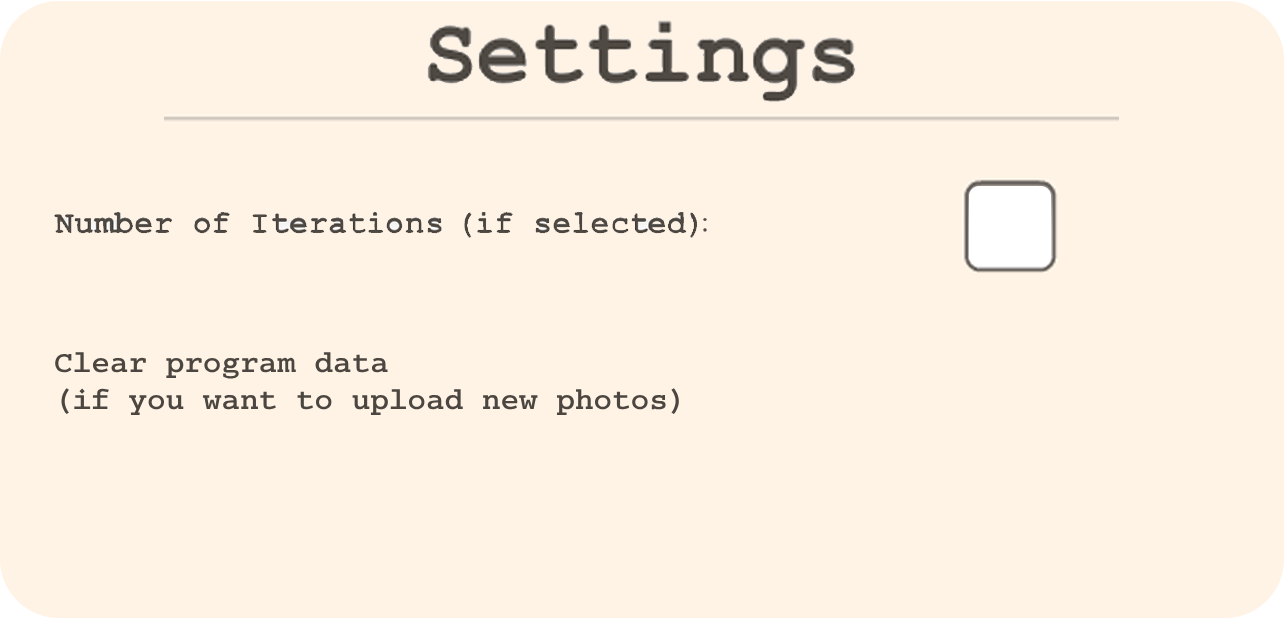 Settings
Number of Iterations (if selected):
Clear program data
(if you want to upload new photos)